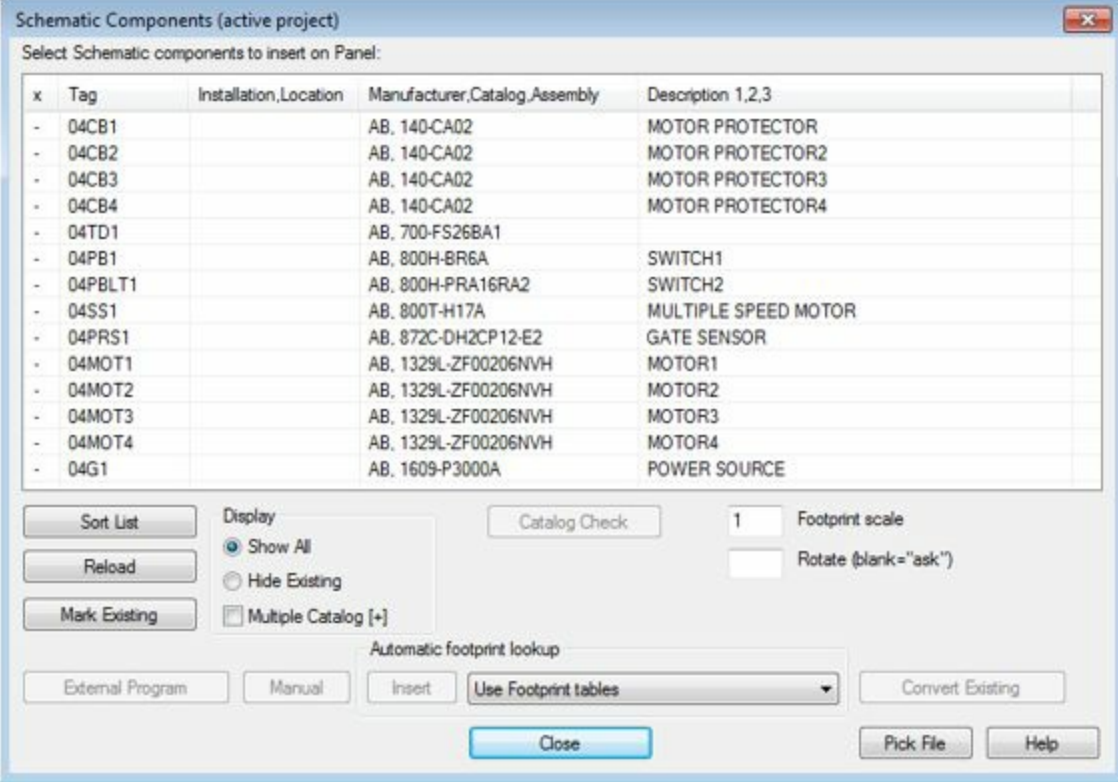 Schematic Components (active project)
Select Schematic components to insert on Panel:
x Tag Installation,Location Manufacturer,Catalog,Assembly Description 1,2,3
- 04CB1 AB, 140-CA02 MOTOR PROTECTOR
- 04CB2 AB, 140-CA02 MOTOR PROTECTOR2
- 04CB3 AB, 140-CA02 MOTOR PROTECTOR3
- 04CB4 AB, 140-CA02 MOTOR PROTECTOR4
- 04TD1 AB, 700-FS26BA1
- 04PB1 AB, 800H-BR6A SWITCH1
- 04PBLT1 AB, 800H-PRA16RA2 SWITCH2
- 04SS1 AB, 800T-H17A MULTIPLE SPEED MOTOR
- 04PRS1 AB, 872C-DH2CP12-E2 GATE SENSOR
- 04MOT1 AB, 1329L-ZF00206NVH MOTOR1
- 04MOT2 AB, 1329L-ZF00206NVH MOTOR2
- 04MOT3 AB, 1329L-ZF00206NVH MOTOR3
- 04MOT4 AB, 1329L-ZF00206NVH MOTOR4
- 04G1 AB, 1609-P3000A POWER SOURCE
Sort List Display Catalog Check 1 Footprint scale
Show All
Reload Hide Existing Rotate (blank="ask")
Mark Existing Multiple Catalog [+]
Automatic footprint lookup
External Program Manual Insert Use Footprint tables Convert Existing
Close Pick File Help